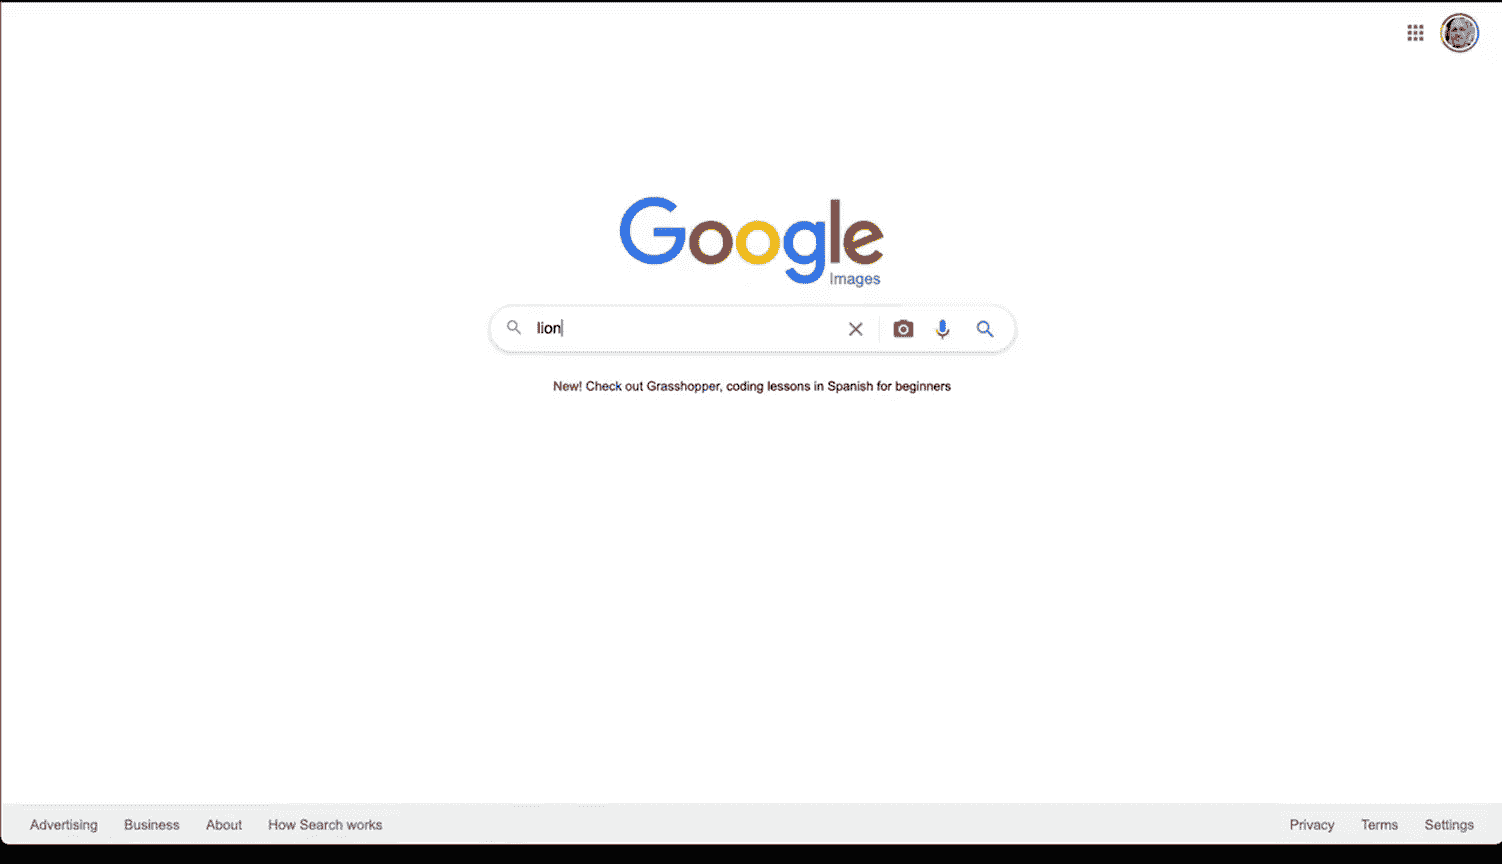 Google
Images
lion
New! Check out Grasshopper, coding lessons in Spanish for beginners
Advertising Business About How Search works Privacy Terms Settings